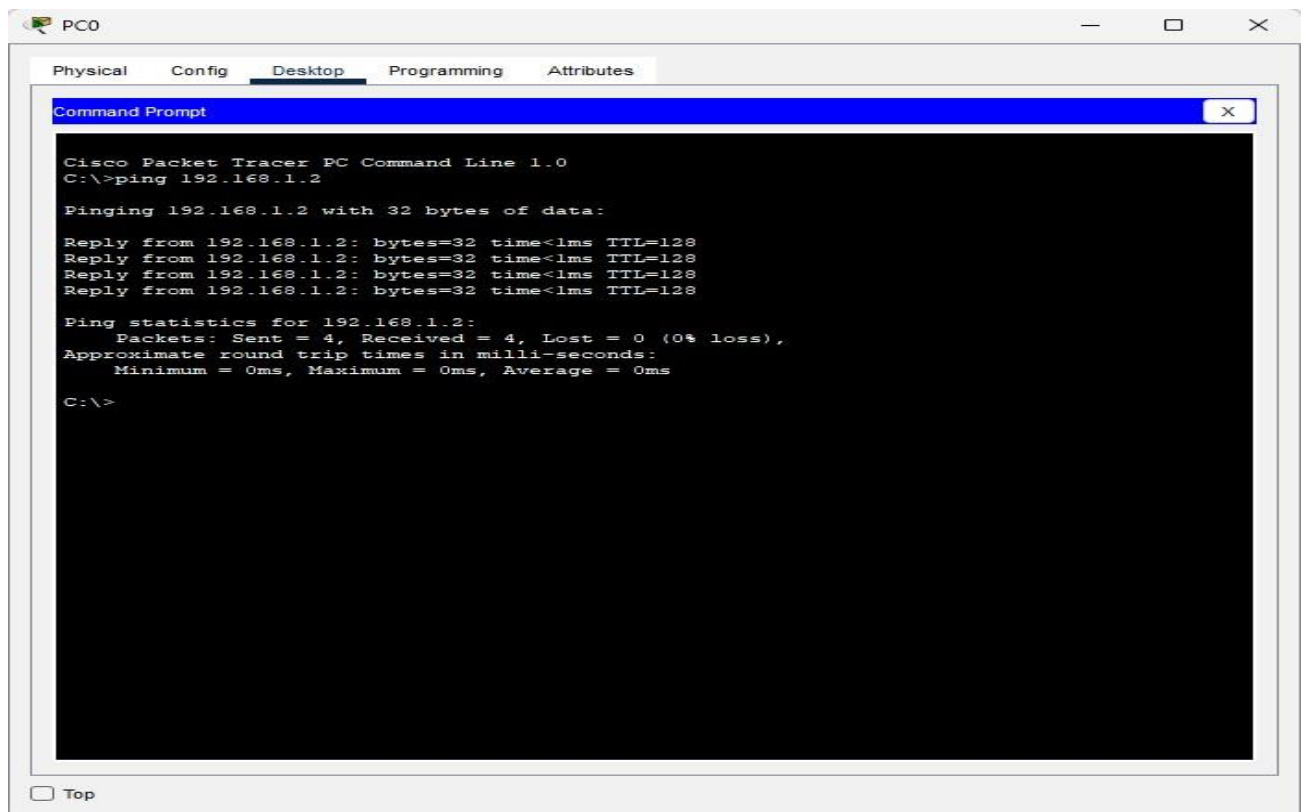 PC0
Physical Config Desktop Programming Attributes
Command Prompt
X
Cisco Packet Tracer PC Command Line 1.0
C:\>ping 192.168.1.2
Pinging 192.168.1.2 with 32 bytes of data:
Reply from 192.168.1.2: bytes=32 time<1ms TTL=128
Reply from 192.168.1.2: bytes=32 time<1ms TTL=128
Reply from 192.168.1.2: bytes=32 time<1ms TTL=128
Reply from 192.168.1.2: bytes=32 time<1ms TTL=128
Ping statistics for 192.168.1.2:
Packets: Sent = 4, Received = 4, Lost = 0 (0% loss),
Approximate round trip times in milli-seconds:
Minimum = 0ms, Maximum = 0ms, Average = 0ms
C:\>
Top